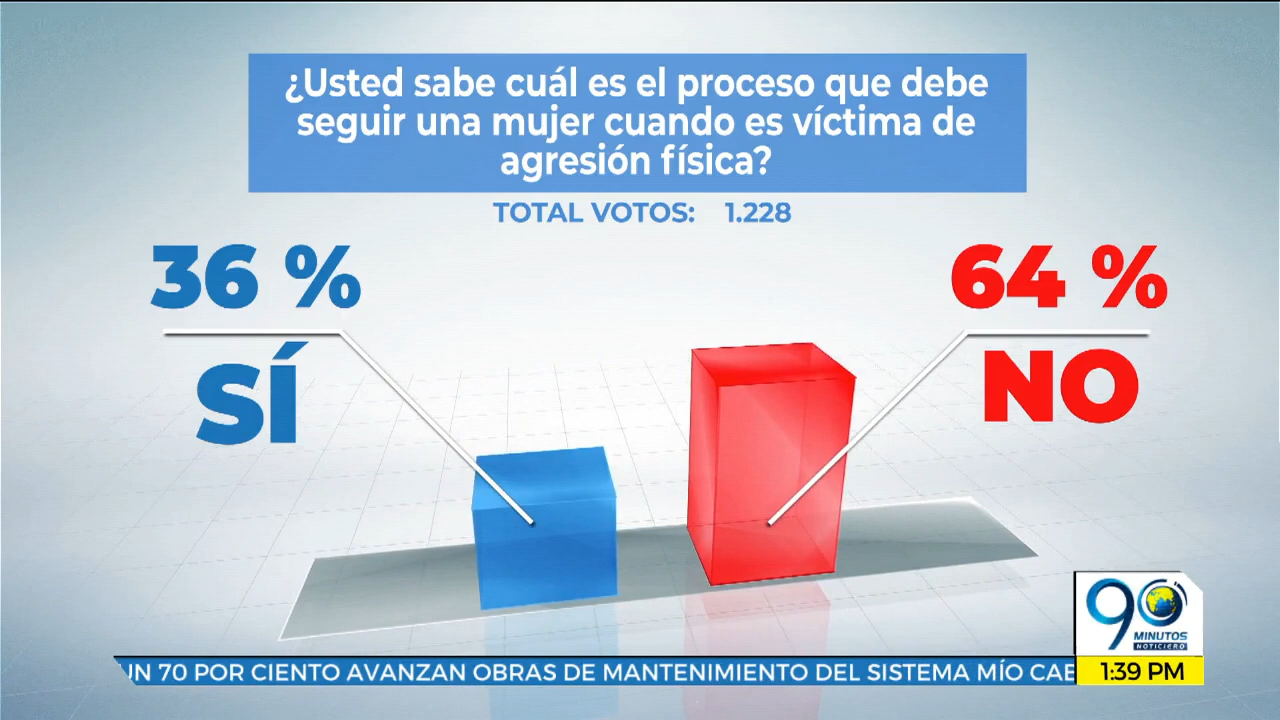 ¿Usted sabe cuál es el proceso que debe
seguir una mujer cuando es víctima de
agresión física?
TOTAL VOTOS: 1.228
36 %
SÍ
64 %
NO
90
MINUTOS
NOTICIERO
UN 70 POR CIENTO AVANZAN OBRAS DE MANTENIMIENTO DEL SISTEMA MÍO CAB
1:39 PM